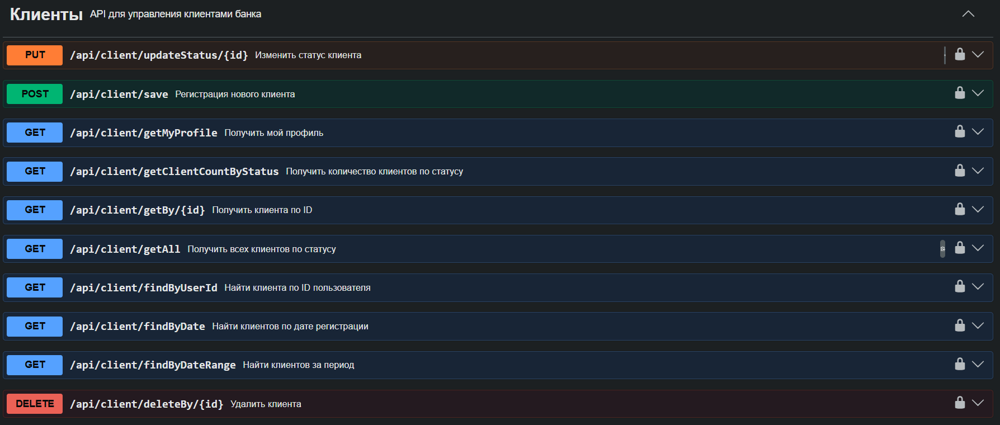 Клиенты API для управления клиентами банка
PUT /api/client/updateStatus/{id} Изменить статус клиента
POST /api/client/save Регистрация нового клиента
GET /api/client/getMyProfile Получить мой профиль
GET /api/client/getClientCountByStatus Получить количество клиентов по статусу
GET /api/client/getBy/{id} Получить клиента по ID
GET /api/client/getAll Получить всех клиентов по статусу
GET /api/client/findByUserId Найти клиента по ID пользователя
GET /api/client/findByDate Найти клиентов по дате регистрации
GET /api/client/findByDateRange Найти клиентов за период
DELETE /api/client/deleteBy/{id} Удалить клиента